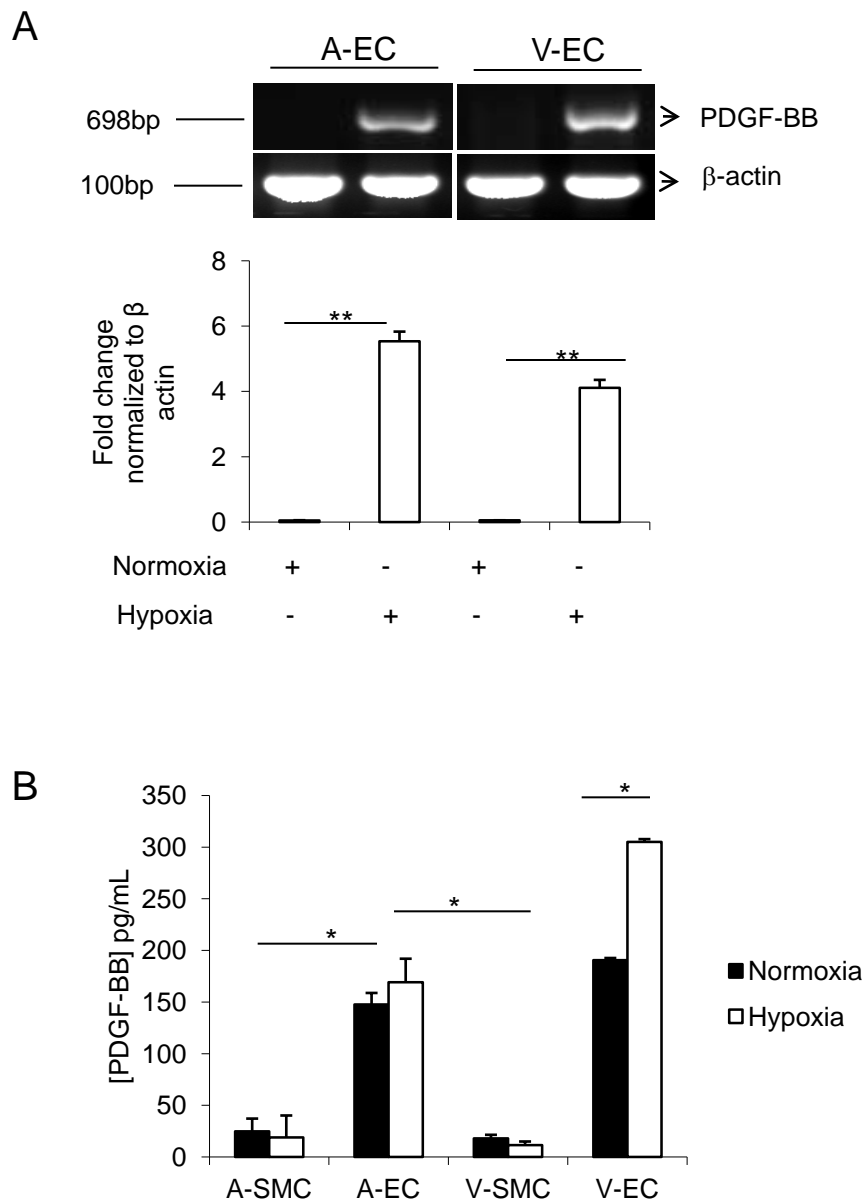 A
A-EC V-EC
698bp PDGF-BB
100bp β-actin
Fold change
normalized to β
actin
8
6
4
2
0
**
**
Normoxia + - + -
Hypoxia - + - +
B
[PDGF-BB] pg/mL
350
300
250
200
150
100
50
0
*
*
*
Normoxia
Hypoxia
A-SMC A-EC V-SMC V-EC